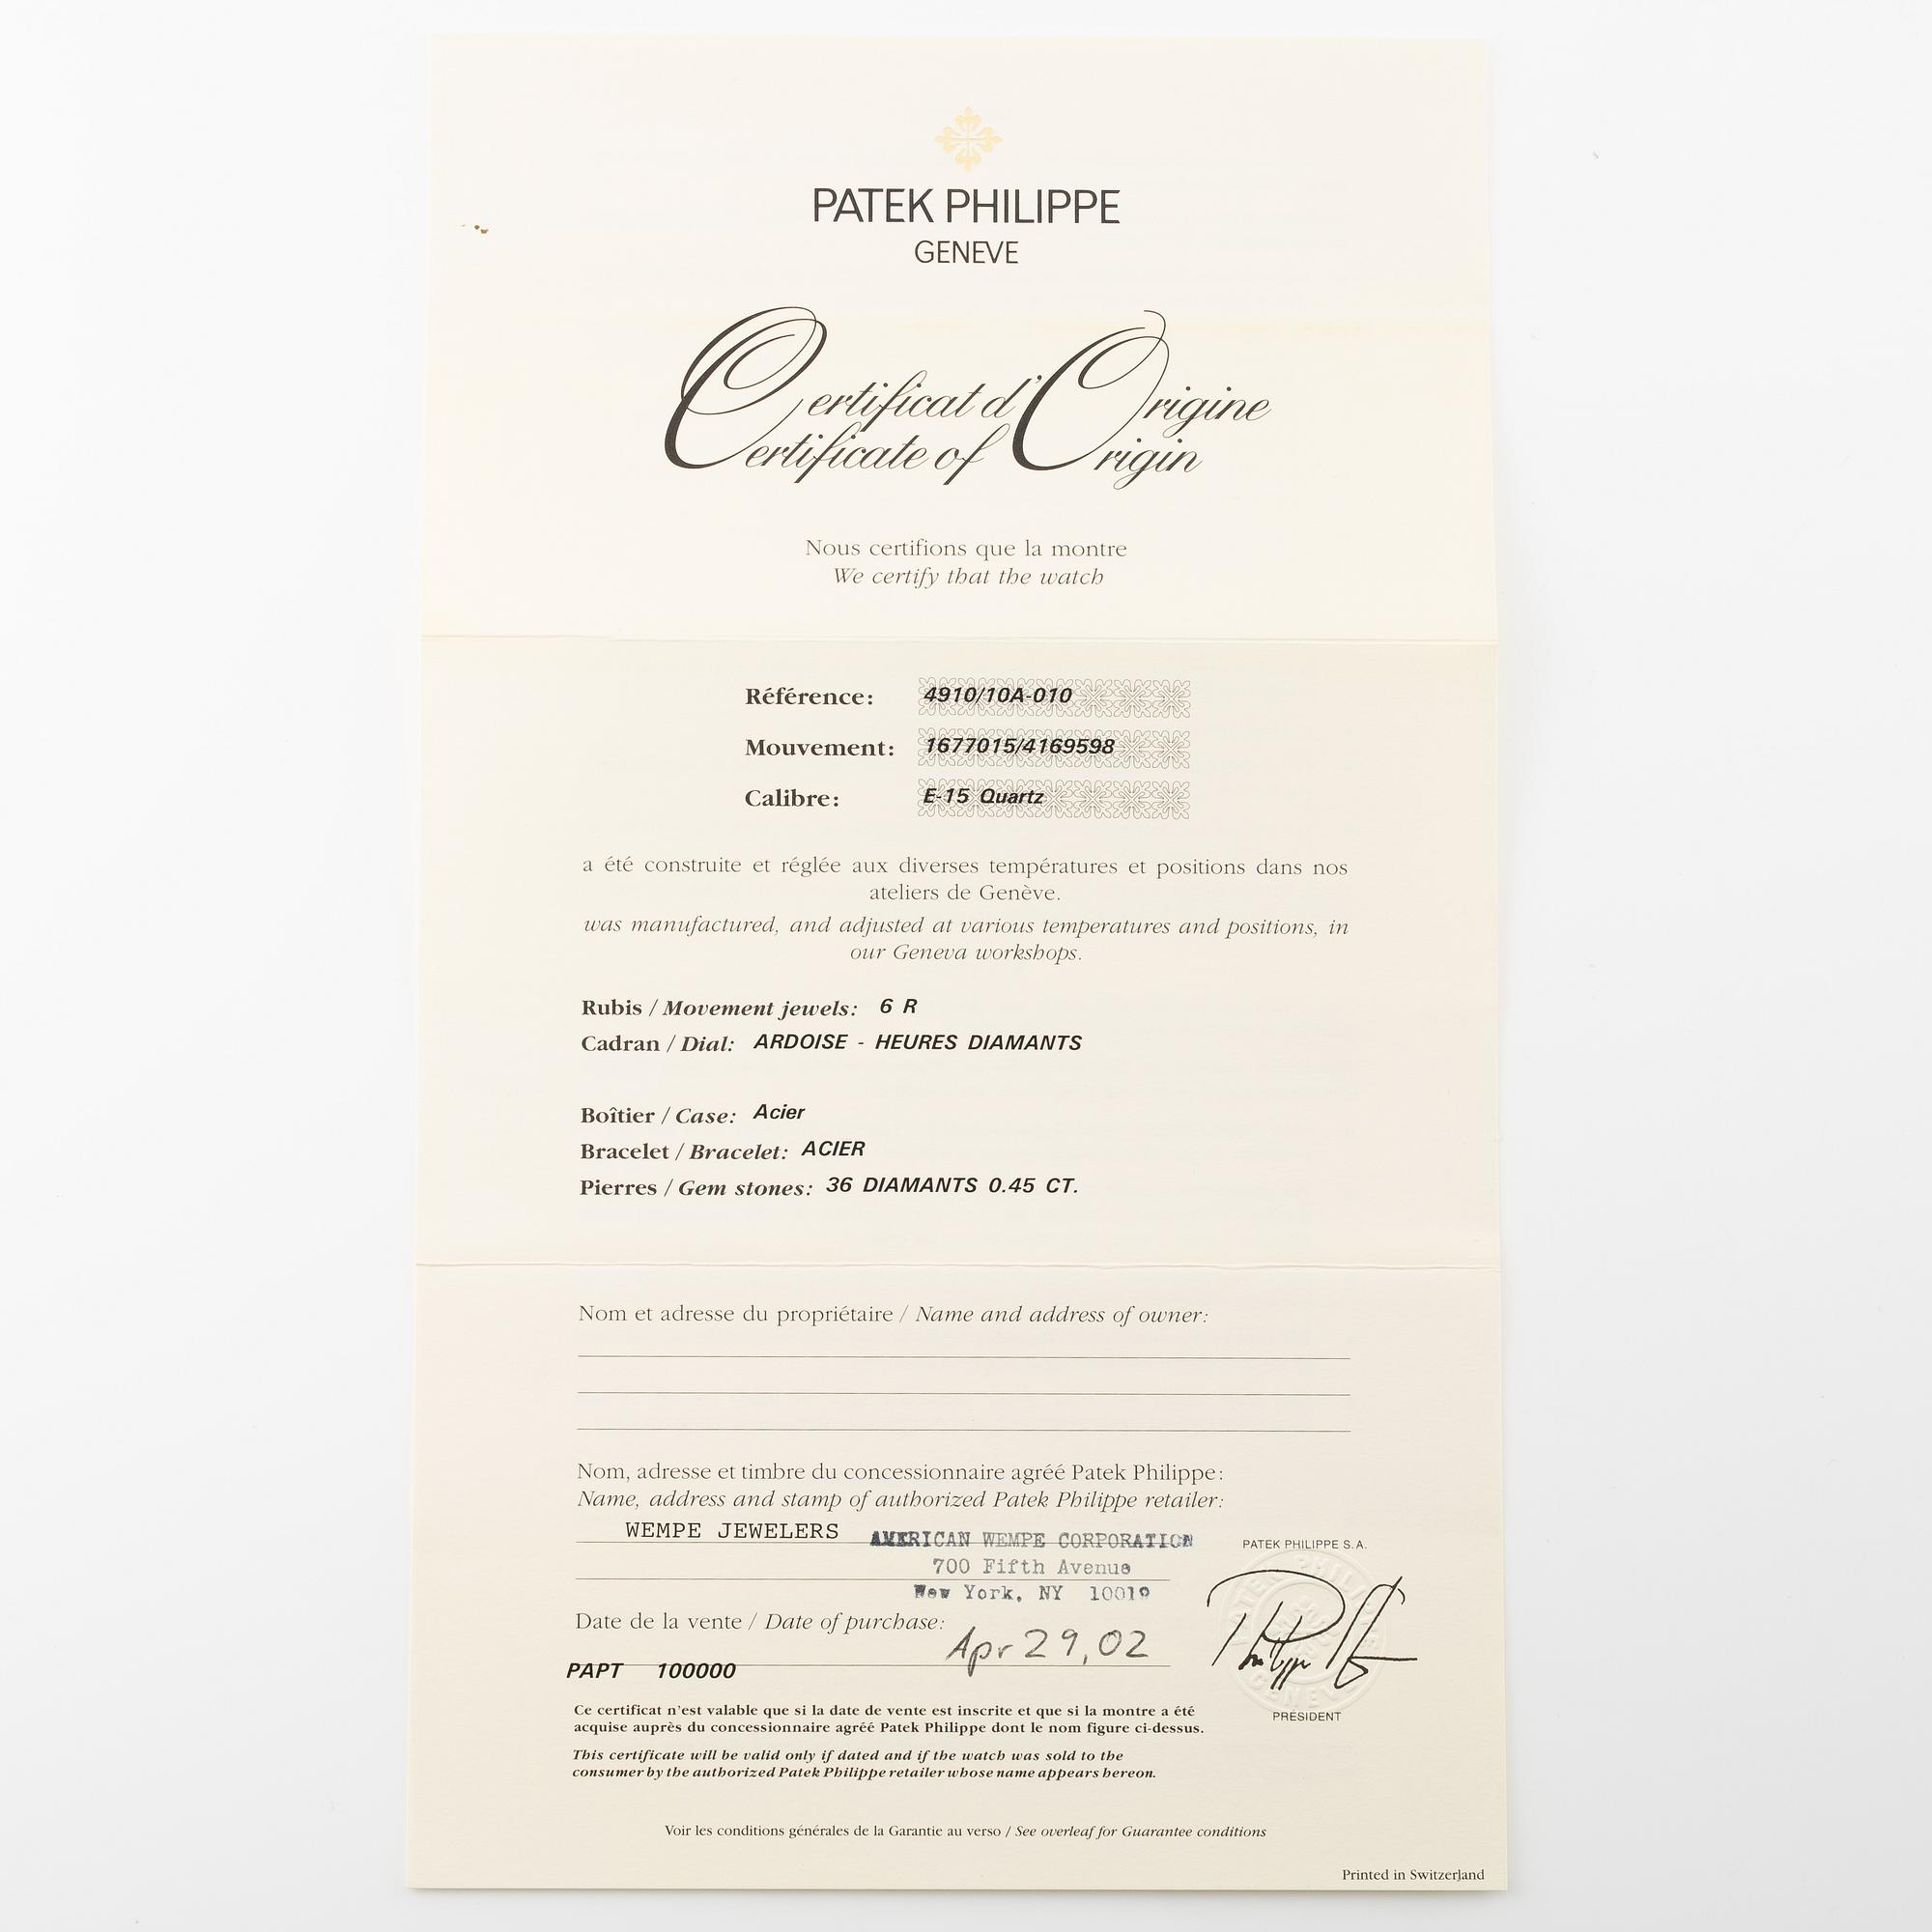 PATEK PHILIPPE
GENEVE
Certificat d'Origine
Certificate of Origin
Nous certifions que la montre
We certify that the watch
Référence: 4910/10A-010
Mouvement: 1677015/4169598
Calibre: E-15 Quartz
a été construite et réglée aux diverses températures et positions dans nos
ateliers de Genève.
was manufactured, and adjusted at various temperatures and positions, in
our Geneva workshops.
Rubis / Movement jewels: 6 R
Cadran / Dial: ARDOISE - HEURES DIAMANTS
Boîtier / Case: Acier
Bracelet / Bracelet: ACIER
Pierres / Gem stones: 36 DIAMANTS 0.45 CT.
Nom et adresse du propriétaire / Name and address of owner:
Nom, adresse et timbre du concessionnaire agréé Patek Philippe:
Name, address and stamp of authorized Patek Philippe retailer:
WEMPE JEWELERS AMERICAN WEMPE CORPORATION
700 Fifth Avenue
New York, NY 10019
PATEK PHILIPPE S.A.
Date de la vente / Date of purchase: Apr 29, 02
PAPT 100000
PRÉSIDENT
Ce certificat n'est valable que si la date de vente est inscrite et que si la montre a été
acquise auprès du concessionnaire agréé Patek Philippe dont le nom figure ci-dessus.
This certificate will be valid only if dated and if the watch was sold to the
consumer by the authorized Patek Philippe retailer whose name appears hereon.
Voir les conditions générales de la Garantie au verso / See overleaf for Guarantee conditions
Printed in Switzerland